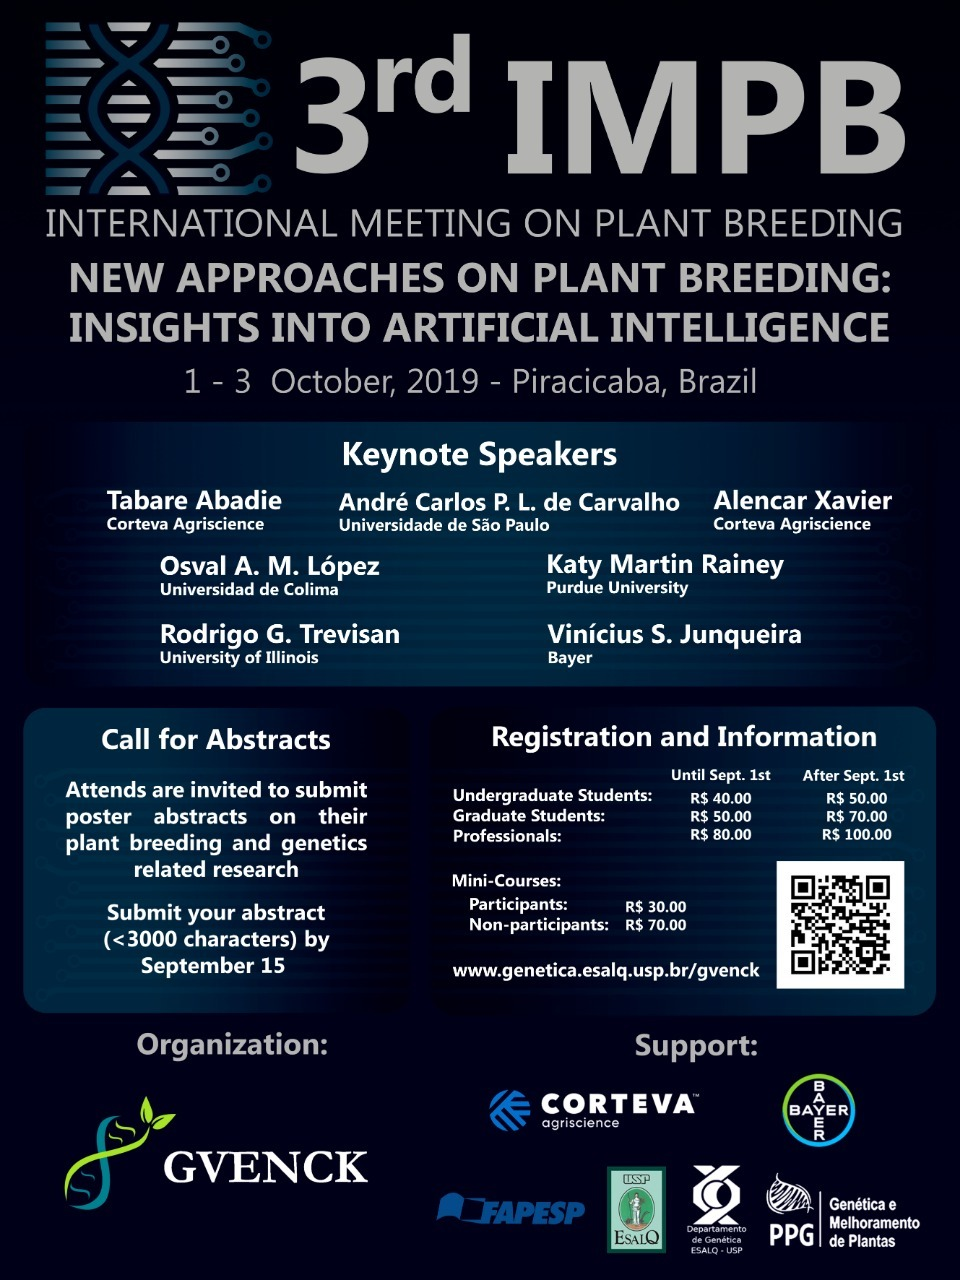 3rd IMPB
INTERNATIONAL MEETING ON PLANT BREEDING
NEW APPROACHES ON PLANT BREEDING:
INSIGHTS INTO ARTIFICIAL INTELLIGENCE
1 - 3 October, 2019 - Piracicaba, Brazil
Keynote Speakers
Tabare Abadie
Corteva Agriscience
André Carlos P. L. de Carvalho
Universidade de São Paulo
Alencar Xavier
Corteva Agriscience
Osval A. M. López
Universidad de Colima
Katy Martin Rainey
Purdue University
Rodrigo G. Trevisan
University of Illinois
Vinícius S. Junqueira
Bayer
Call for Abstracts
Attends are invited to submit
poster abstracts on their
plant breeding and genetics
related research
Submit your abstract
(<3000 characters) by
September 15
Registration and Information
Until Sept. 1st After Sept. 1st
Undergraduate Students: R$ 40.00 R$ 50.00
Graduate Students: R$ 50.00 R$ 70.00
Professionals: R$ 80.00 R$ 100.00
Mini-Courses:
Participants: R$ 30.00
Non-participants: R$ 70.00
www.genetica.esalq.usp.br/gvenck
Organization:
GVENCK
Support:
CORTEVA™
agriscience
BAYER
BAYER
FAPESP
USP
ESALQ
Departamento
de Genética
ESALQ - USP
PPG
Genética e
Melhoramento
de Plantas